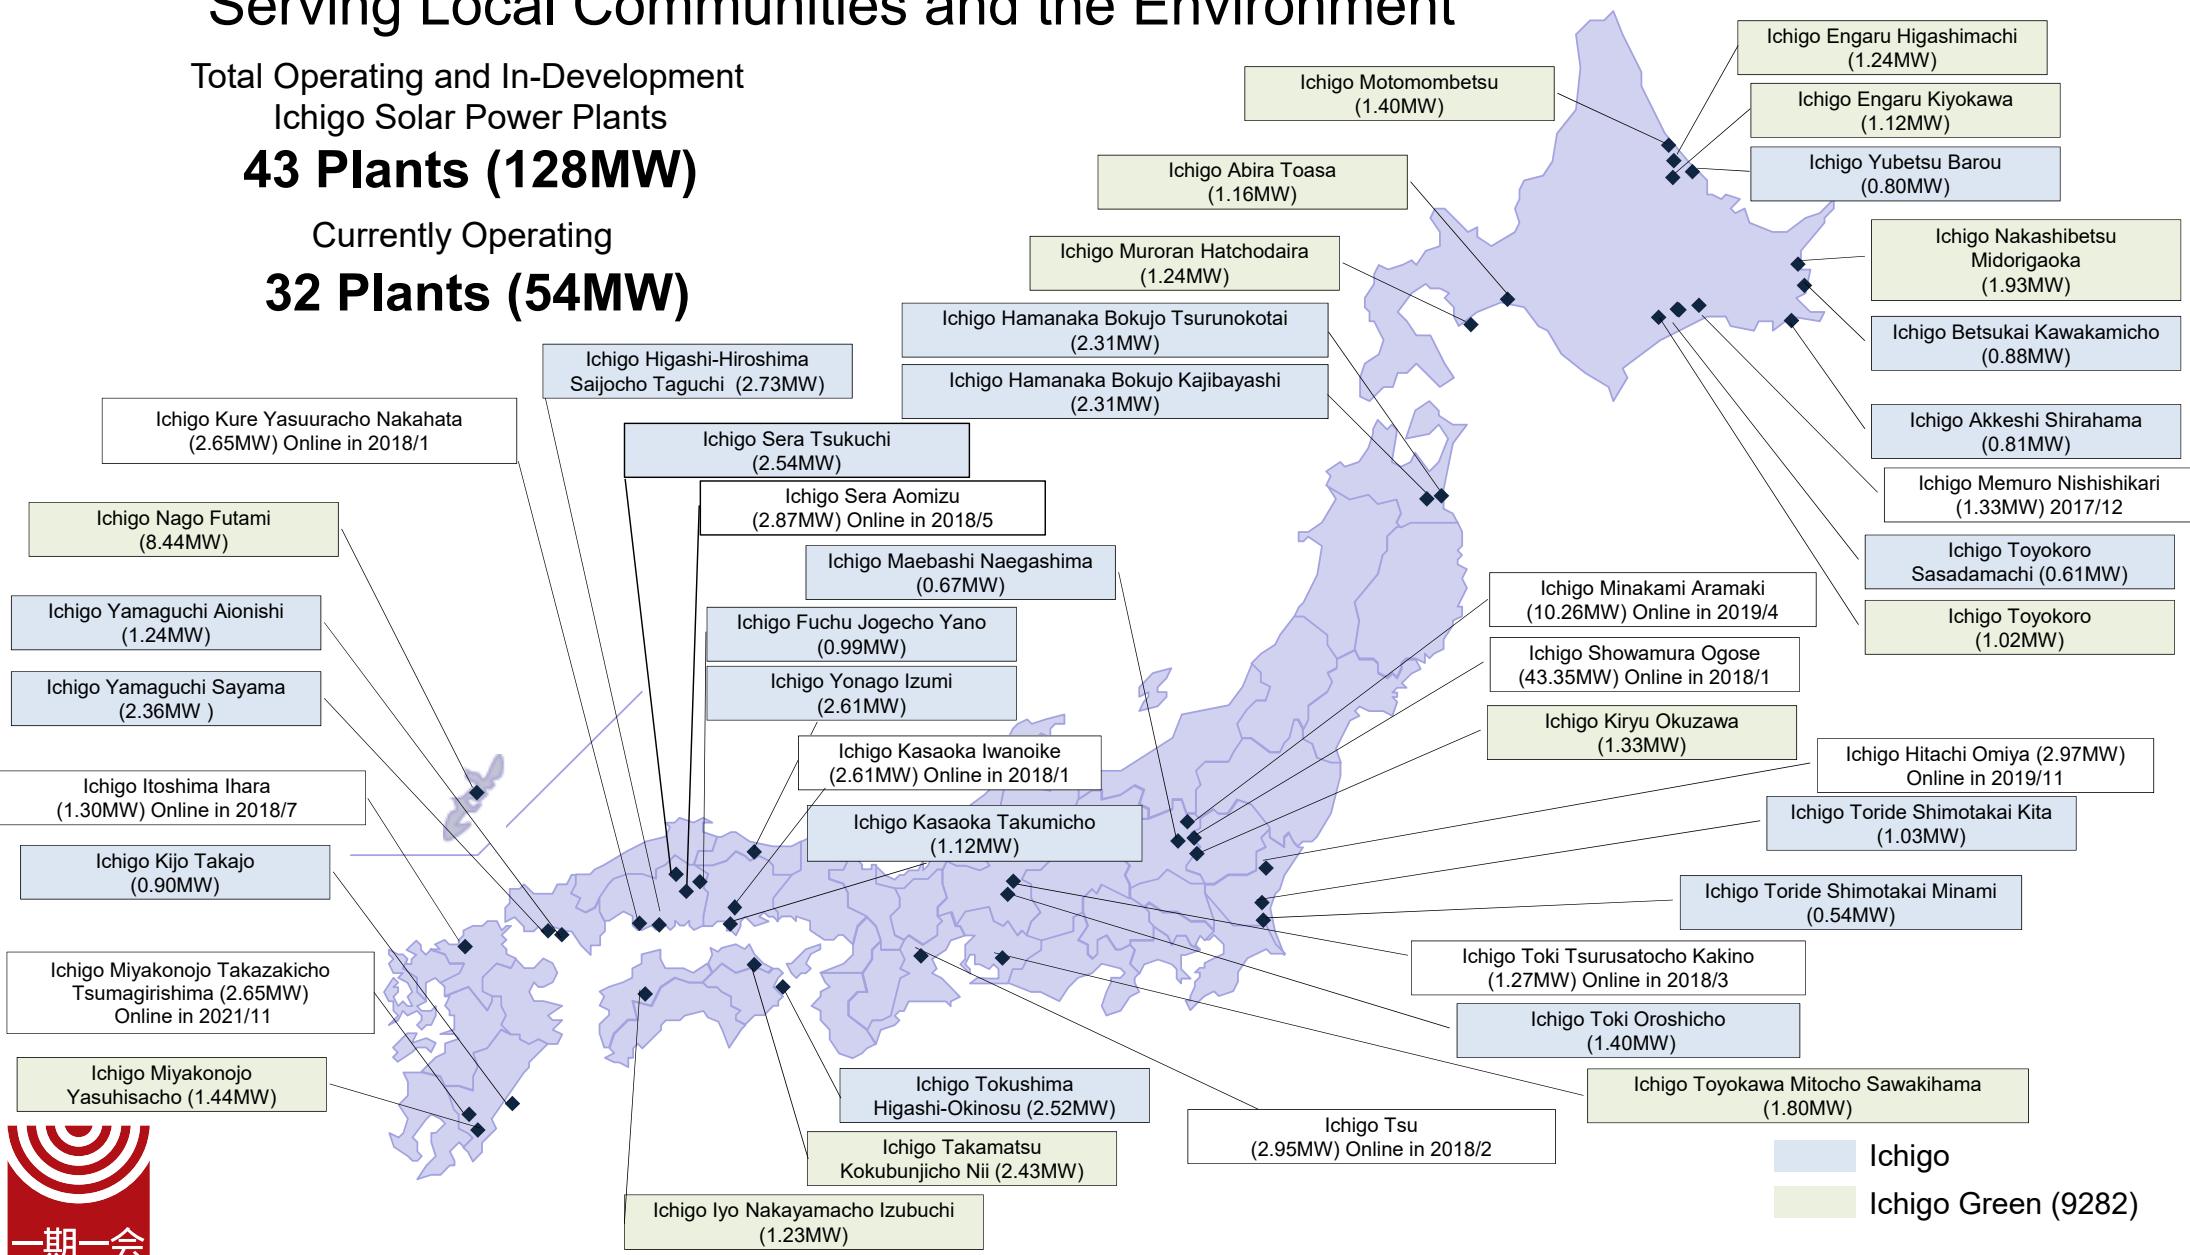 Serving Local Communities and the Environment
Total Operating and In-Development
Ichigo Solar Power Plants
43 Plants (128MW)
Currently Operating
32 Plants (54MW)
Ichigo Engaru Higashimachi
(1.24MW)
Ichigo Motomombetsu
(1.40MW)
Ichigo Engaru Kiyokawa
(1.12MW)
Ichigo Abira Toasa
(1.16MW)
Ichigo Yubetsu Barou
(0.80MW)
Ichigo Muroran Hatchodaira
(1.24MW)
Ichigo Nakashibetsu
Midorigaoka
(1.93MW)
Ichigo Hamanaka Bokujo Tsurunokotai
(2.31MW)
Ichigo Betsukai Kawakamicho
(0.88MW)
Ichigo Higashi-Hiroshima
Saijocho Taguchi (2.73MW)
Ichigo Hamanaka Bokujo Kajibayashi
(2.31MW)
Ichigo Kure Yasuuracho Nakahata
(2.65MW) Online in 2018/1
Ichigo Akkeshi Shirahama
(0.81MW)
Ichigo Sera Tsukuchi
(2.54MW)
Ichigo Sera Aomizu
(2.87MW) Online in 2018/5
Ichigo Memuro Nishishikari
(1.33MW) 2017/12
Ichigo Nago Futami
(8.44MW)
Ichigo Maebashi Naegashima
(0.67MW)
Ichigo Toyokoro
Sasadamachi (0.61MW)
Ichigo Minakami Aramaki
(10.26MW) Online in 2019/4
Ichigo Yamaguchi Aionishi
(1.24MW)
Ichigo Fuchu Jogecho Yano
(0.99MW)
Ichigo Toyokoro
(1.02MW)
Ichigo Showamura Ogose
(43.35MW) Online in 2018/1
Ichigo Yamaguchi Sayama
(2.36MW )
Ichigo Yonago Izumi
(2.61MW)
Ichigo Kiryu Okuzawa
(1.33MW)
Ichigo Kasaoka Iwanoike
(2.61MW) Online in 2018/1
Ichigo Hitachi Omiya (2.97MW)
Online in 2019/11
Ichigo Itoshima Ihara
(1.30MW) Online in 2018/7
Ichigo Kasaoka Takumicho
(1.12MW)
Ichigo Toride Shimotakai Kita
(1.03MW)
Ichigo Kijo Takajo
(0.90MW)
Ichigo Toride Shimotakai Minami
(0.54MW)
Ichigo Miyakonojo Takazakicho
Tsumagirishima (2.65MW)
Online in 2021/11
Ichigo Toki Tsurusatocho Kakino
(1.27MW) Online in 2018/3
Ichigo Toki Oroshicho
(1.40MW)
Ichigo Miyakonojo
Yasuhisacho (1.44MW)
Ichigo Tokushima
Higashi-Okinosu (2.52MW)
Ichigo Toyokawa Mitocho Sawakihama
(1.80MW)
Ichigo Tsu
(2.95MW) Online in 2018/2
Ichigo Takamatsu
Kokubunjicho Nii (2.43MW)
Ichigo Iyo Nakayamacho Izubuchi
(1.23MW)
Ichigo
Ichigo Green (9282)
一期一会